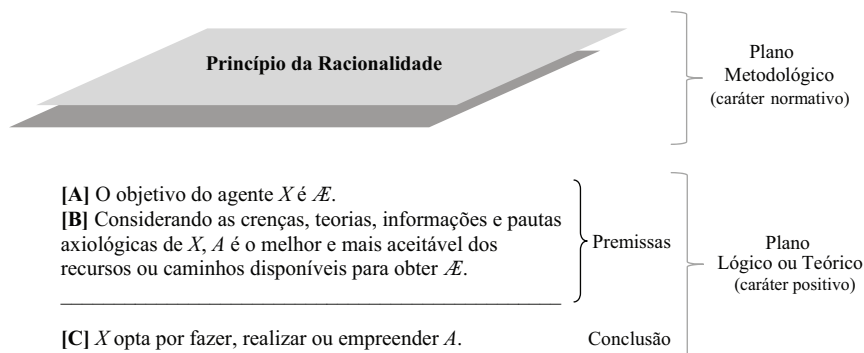 Princípio da Racionalidade
Plano
Metodológico
(caráter normativo)
[A] O objetivo do agente X é Æ.
[B] Considerando as crenças, teorias, informações e pautas
axiológicas de X, A é o melhor e mais aceitável dos
recursos ou caminhos disponíveis para obter Æ.
Premissas
Plano
Lógico ou Teórico
(caráter positivo)
[C] X opta por fazer, realizar ou empreender A.
Conclusão